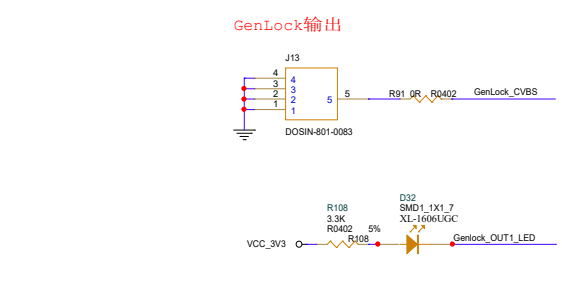 GenLock输出
J13
4 4
3 3
2 2
1 1
5 5
R91 0R R0402
GenLock_CVBS
DOSIN-801-0083
D32
R108
SMD1_1X1_7
3.3K
XL-1606UGC
R0402 5%
R108
VCC_3V3
Genlock_OUT1_LED